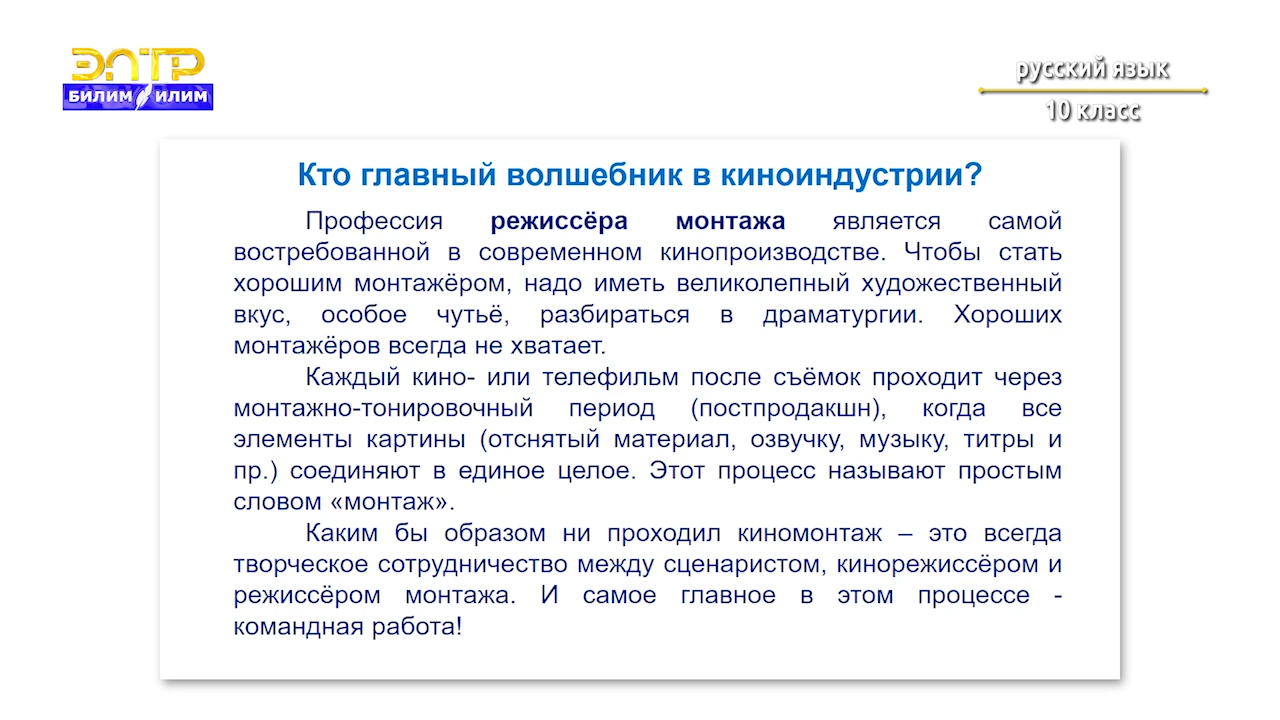 ЭЛТР
БИЛИМ ИЛИМ
русский язык
10 класс
Кто главный волшебник в киноиндустрии?
Профессия режиссёра монтажа является самой
востребованной в современном кинопроизводстве. Чтобы стать
хорошим монтажёром, надо иметь великолепный художественный
вкус, особое чутьё, разбираться в драматургии. Хороших
монтажёров всегда не хватает.
Каждый кино- или телефильм после съёмок проходит через
монтажно-тонировочный период (постпродакшн), когда все
элементы картины (отснятый материал, озвучку, музыку, титры и
пр.) соединяют в единое целое. Этот процесс называют простым
словом «монтаж».
Каким бы образом ни проходил киномонтаж – это всегда
творческое сотрудничество между сценаристом, кинорежиссёром и
режиссёром монтажа. И самое главное в этом процессе -
командная работа!